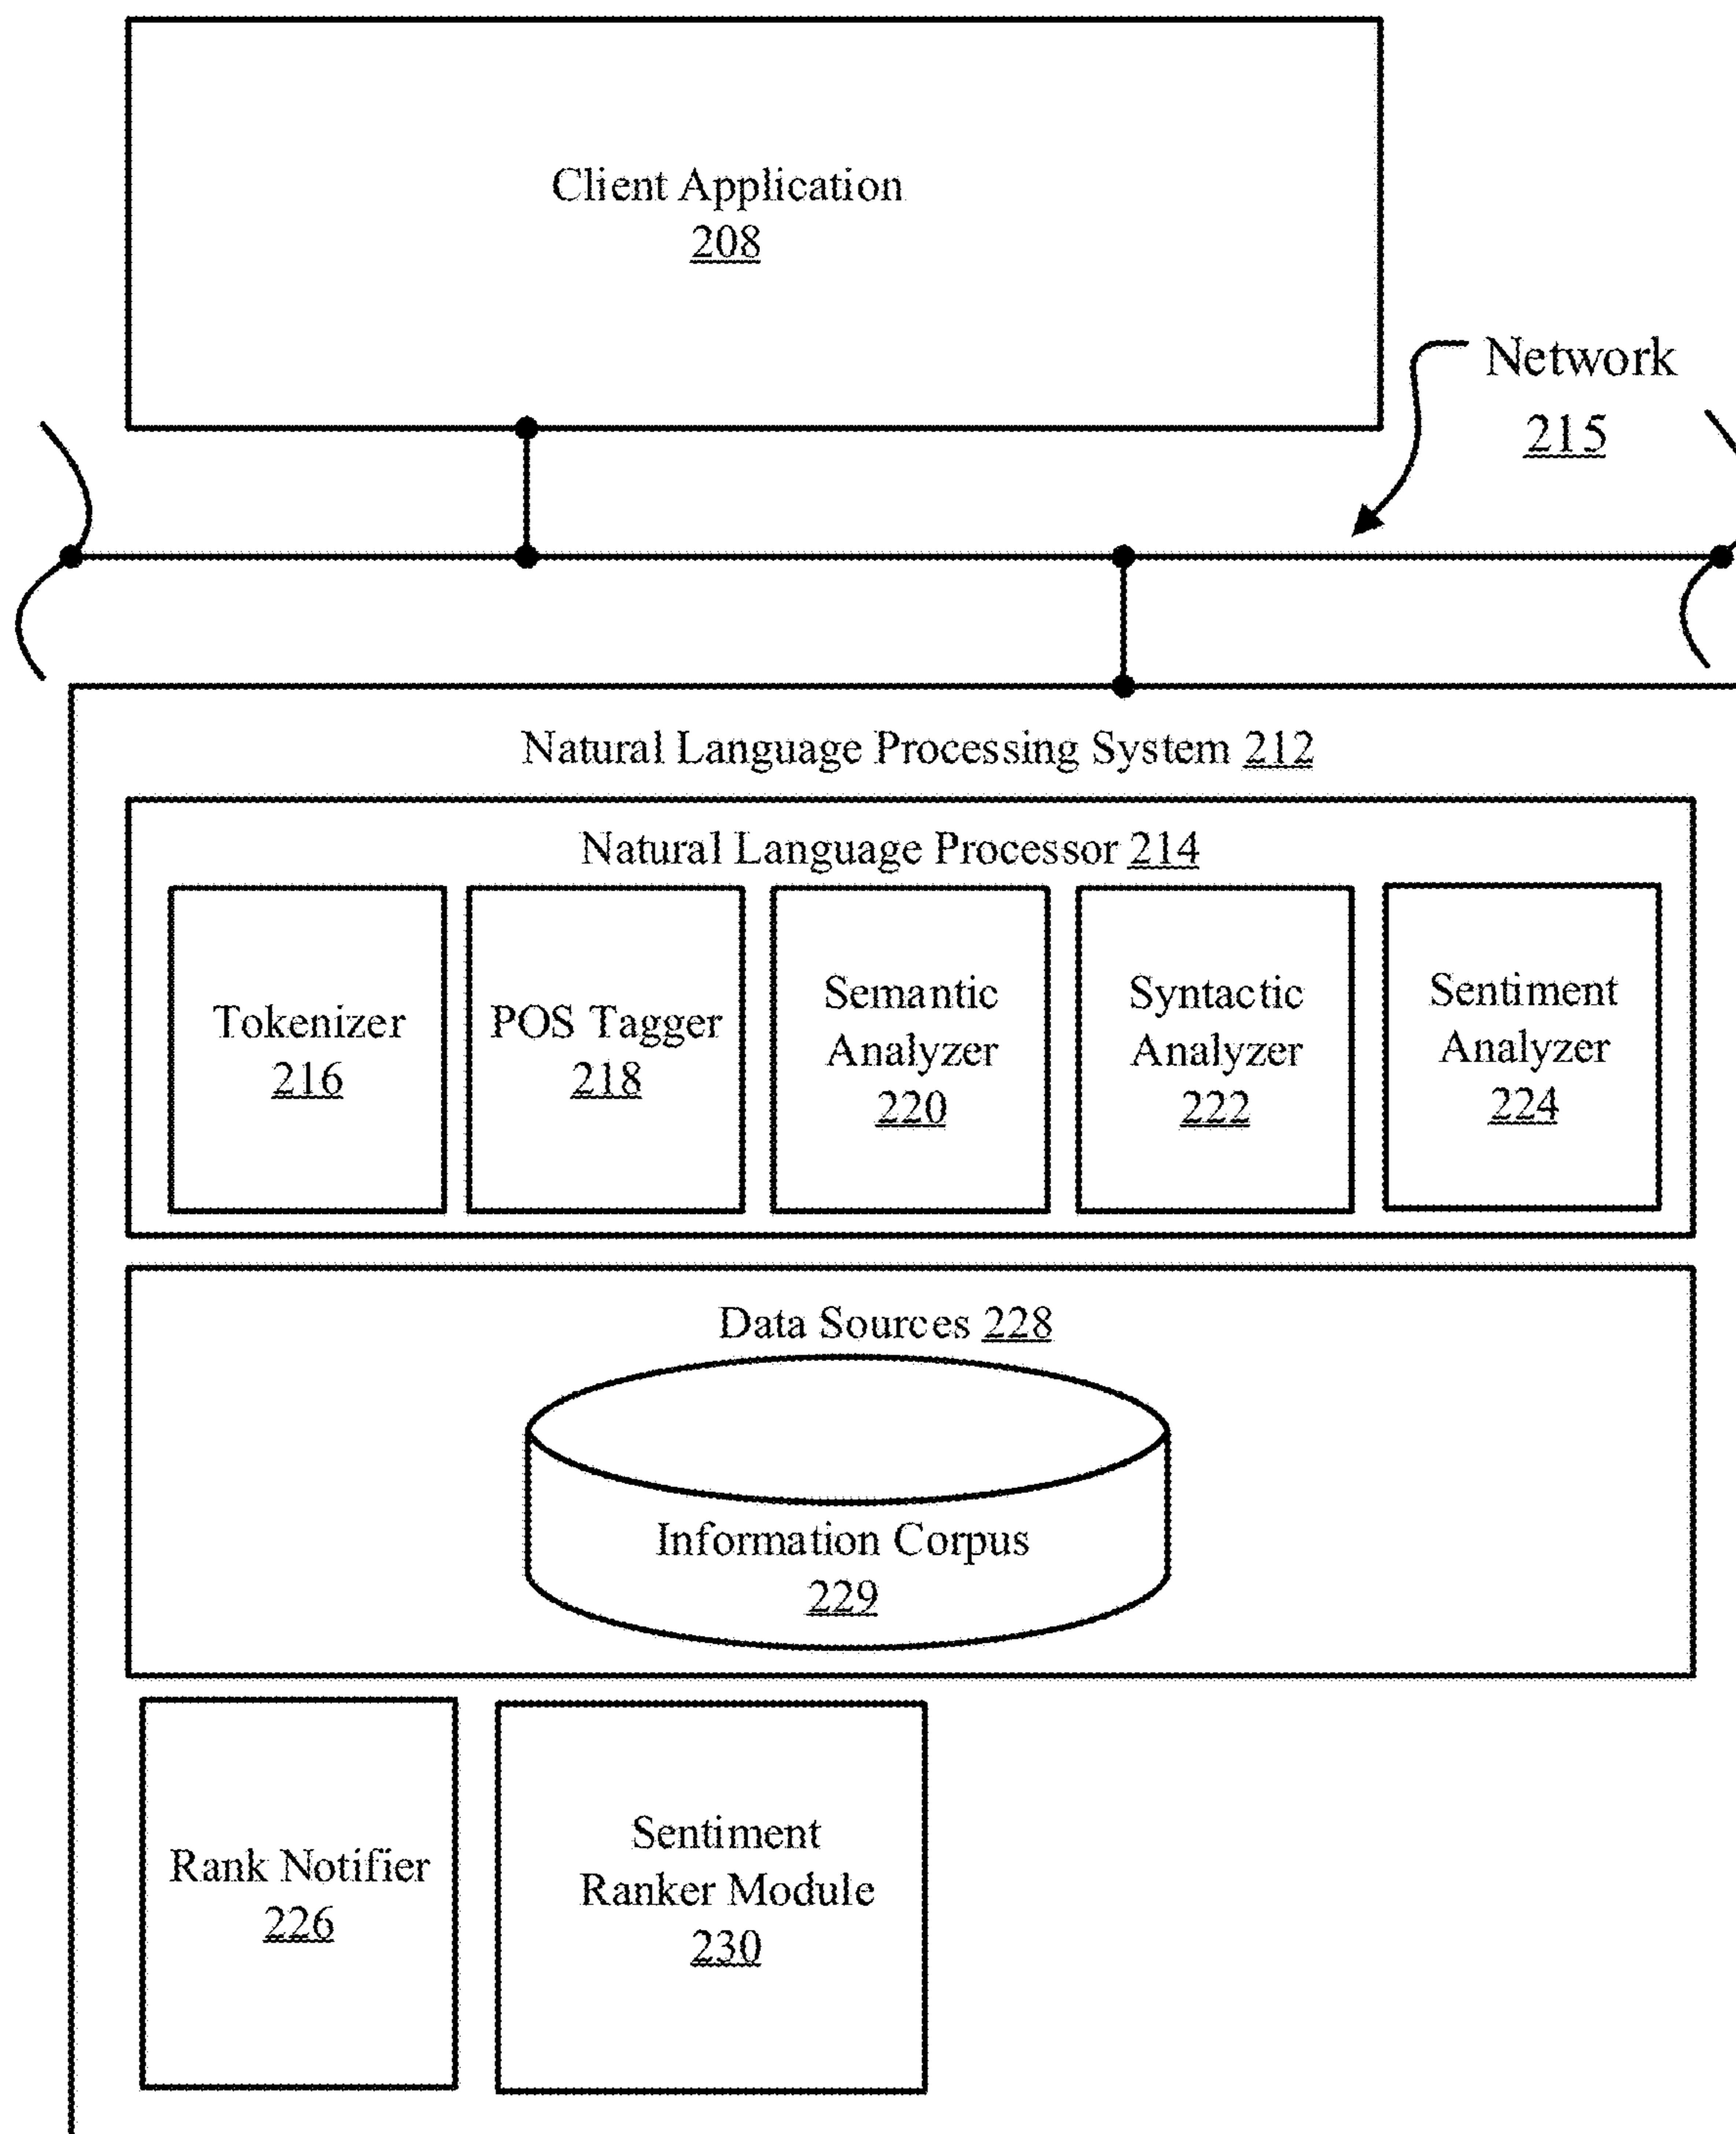 Client Application
208
Network
215
Natural Language Processing System 212
Natural Language Processor 214
Tokenizer
216
POS Tagger
218
Semantic
Analyzer
220
Syntactic
Analyzer
222
Sentiment
Analyzer
224
Data Sources 228
Information Corpus
229
Rank Notifier
226
Sentiment
Ranker Module
230